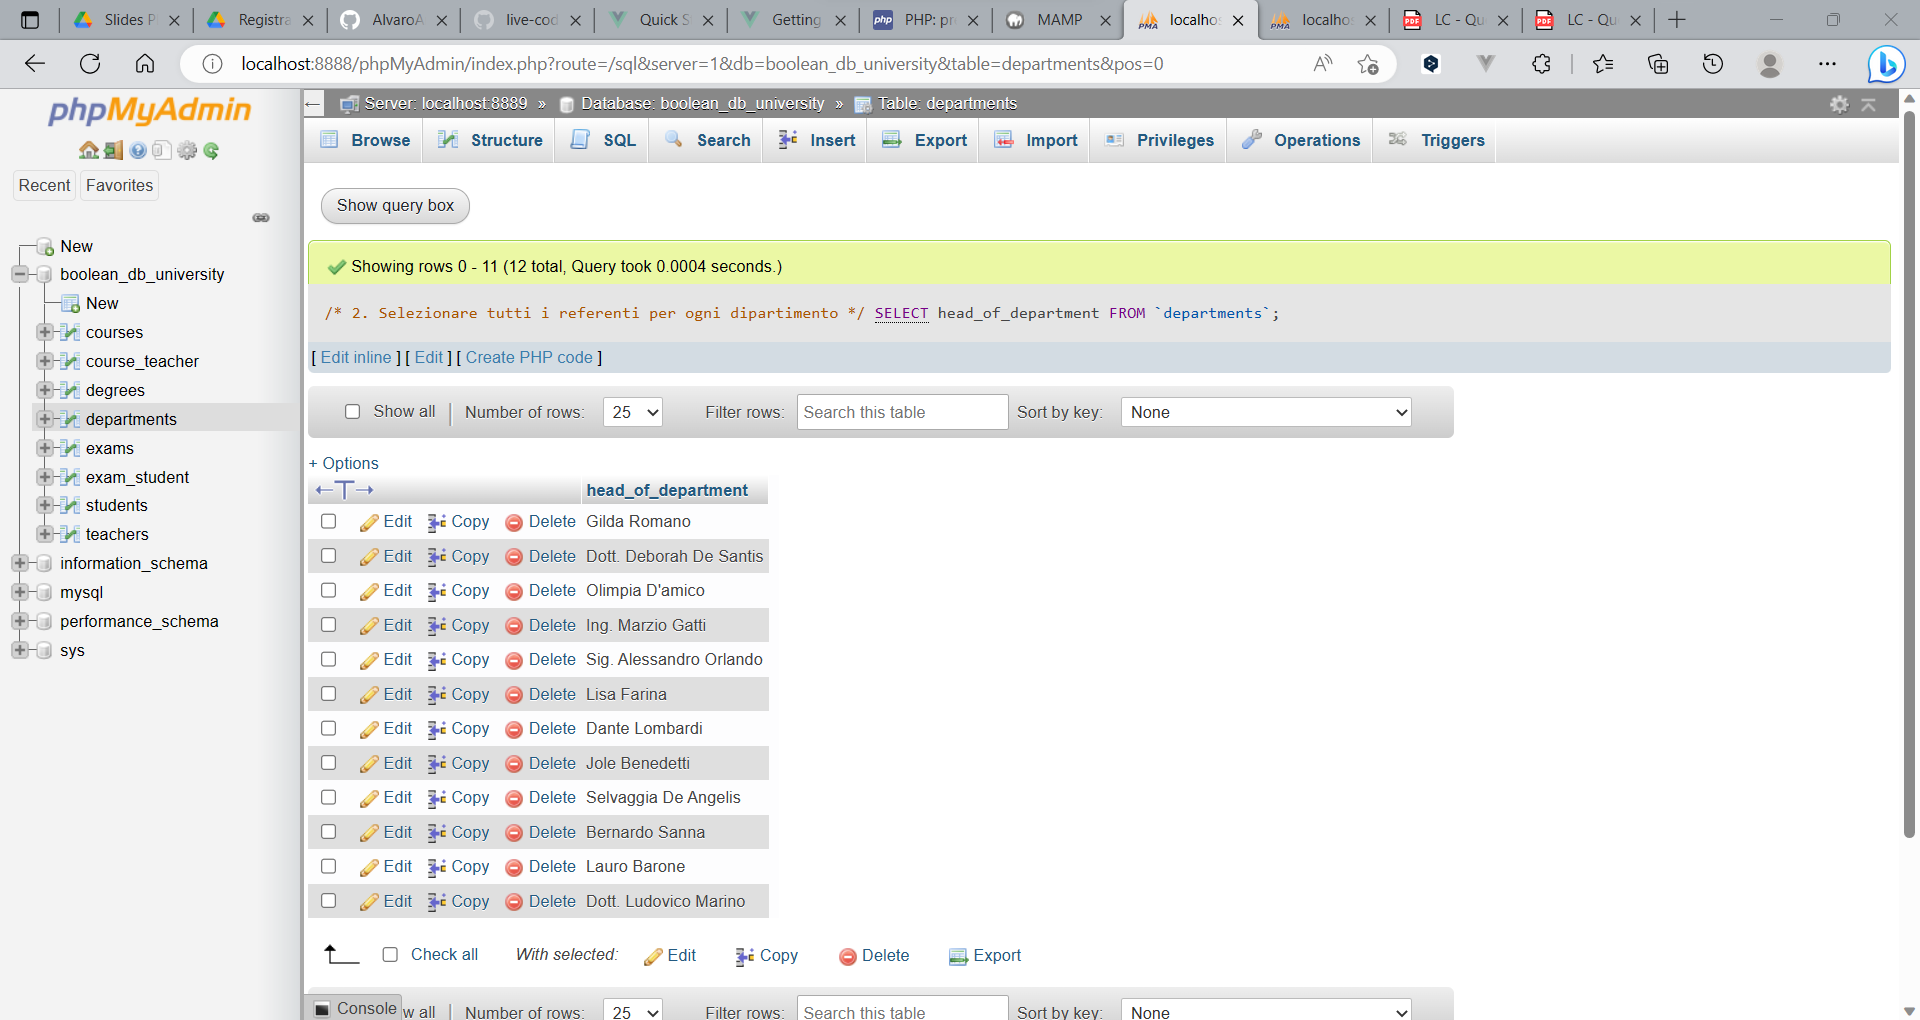 Slides P
Registra
AlvaroA
live-cod
Quick S
Getting
php PHP: pr
MAMP
PMA localhos
PMA localhos
PDF LC - Qu
PDF LC - Qu
localhost:8888/phpMyAdmin/index.php?route=/sql&server=1&db=boolean_db_university&table=departments&pos=0
phpMyAdmin
Recent Favorites
New
boolean_db_university
New
courses
course_teacher
degrees
departments
exams
exam_student
students
teachers
information_schema
mysql
performance_schema
sys
Server: localhost:8889 » Database: boolean_db_university » Table: departments
Browse Structure SQL Search Insert Export Import Privileges Operations Triggers
Show query box
Showing rows 0 - 11 (12 total, Query took 0.0004 seconds.)
/* 2. Selezionare tutti i referenti per ogni dipartimento */ SELECT head_of_department FROM `departments`;
[ Edit inline ] [ Edit ] [ Create PHP code ]
Show all Number of rows: 25 Filter rows: Search this table Sort by key: None
+ Options
←T→ head_of_department
Edit Copy Delete Gilda Romano
Edit Copy Delete Dott. Deborah De Santis
Edit Copy Delete Olimpia D'amico
Edit Copy Delete Ing. Marzio Gatti
Edit Copy Delete Sig. Alessandro Orlando
Edit Copy Delete Lisa Farina
Edit Copy Delete Dante Lombardi
Edit Copy Delete Jole Benedetti
Edit Copy Delete Selvaggia De Angelis
Edit Copy Delete Bernardo Sanna
Edit Copy Delete Lauro Barone
Edit Copy Delete Dott. Ludovico Marino
Check all With selected: Edit Copy Delete Export
Console w all Number of rows: 25 Filter rows: Search this table Sort by key: None